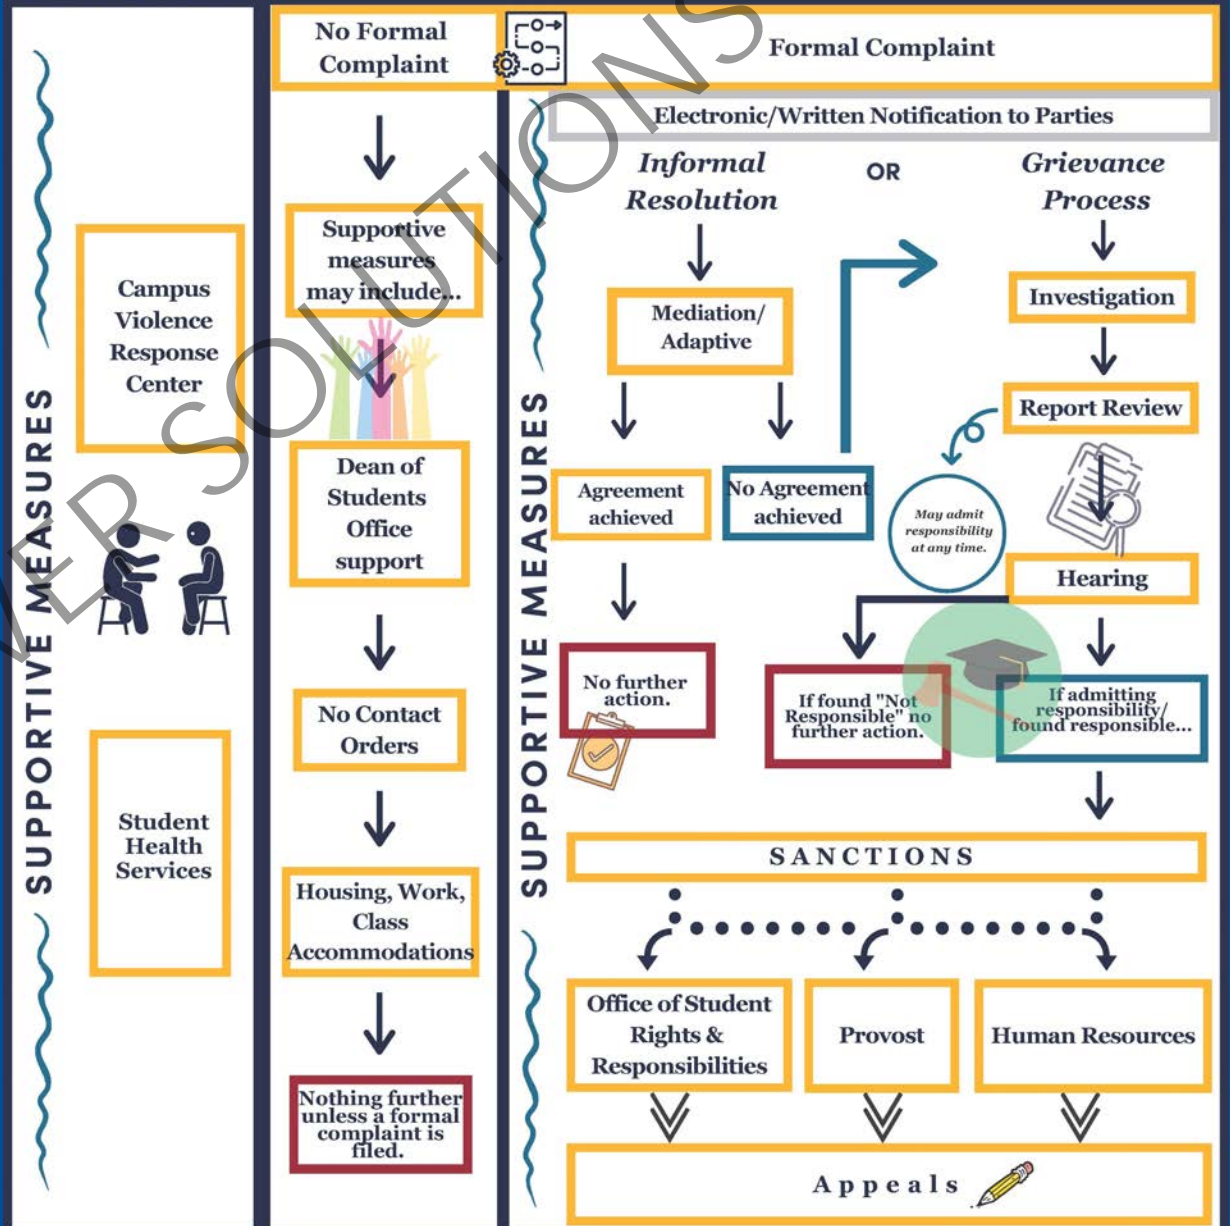 SUPPORTIVE MEASURES
Campus
Violence
Response
Center
Student
Health
Services
No Formal
Complaint
Supportive
measures
may include...
Dean of
Students
Office
support
No Contact
Orders
Housing, Work,
Class
Accommodations
Nothing further
unless a formal
complaint is
filed.
Formal Complaint
Electronic/Written Notification to Parties
SUPPORTIVE MEASURES
Informal
Resolution
OR
Grievance
Process
Mediation/
Adaptive
Investigation
Report Review
Agreement
achieved
No Agreement
achieved
May admit
responsibility
at any time.
Hearing
No further
action.
If found "Not
Responsible" no
further action.
If admitting
responsibility/
found responsible...
SANCTIONS
Office of Student
Rights &
Responsibilities
Provost
Human Resources
Appeals
VER SOLUTIONS